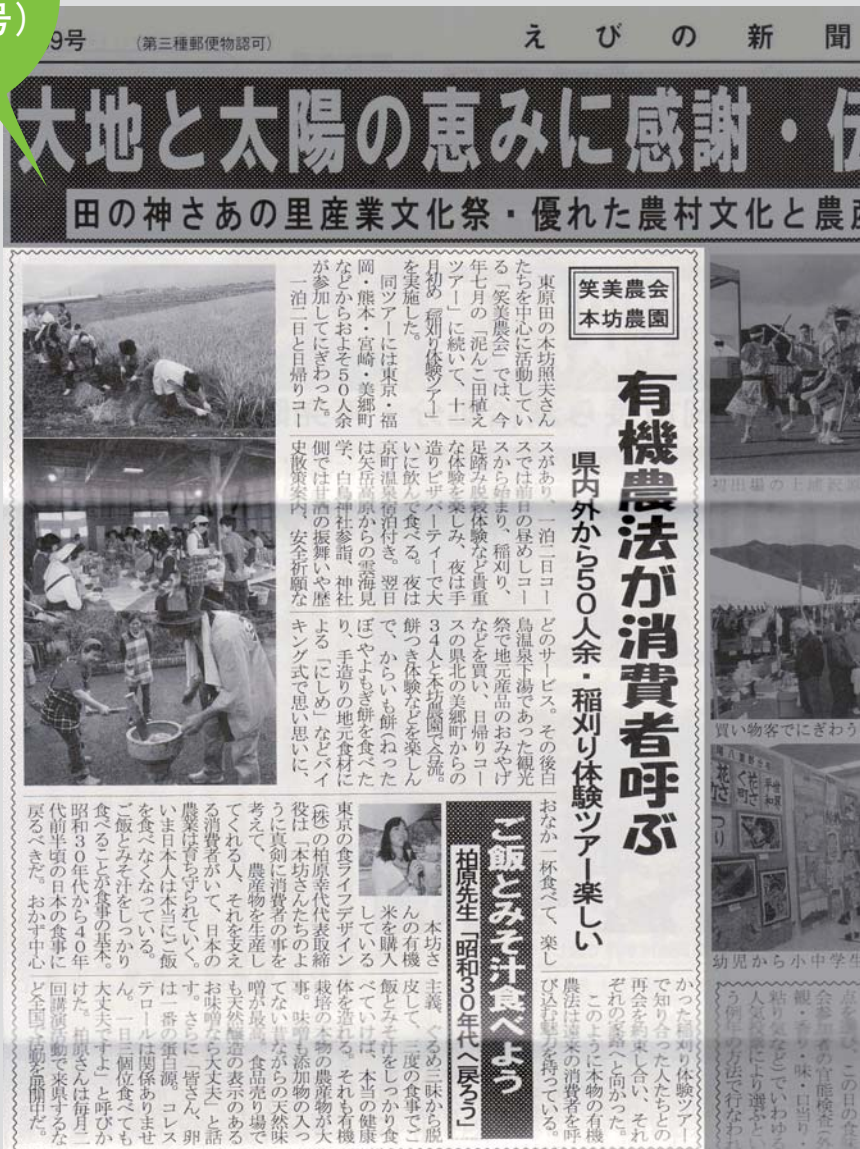 号）
9号
（第三種郵便物認可）
えびの新聞
大地と太陽の恵みに感謝・伝
田の神さあの里産業文化祭・優れた農村文化と農産
笑美農会
本坊農園
有機農法が消費者呼ぶ
県内外から50人余・稲刈り体験ツアー楽しい
東原田の本坊照夫さん
たちを中心に活動してい
る「笑美農会」では、今
年七月の「泥んこ田植え
ツアー」に続いて、十一
月初め「稲刈り体験ツアー」
を実施した。
同ツアーには東京・福
岡・熊本・宮崎・美郷町
などからおよそ50人余
が参加してにぎわった。
一泊二日と日帰りコー
スがあり、一泊二日コー
スでは前日の昼めしコー
スから始まり、稲刈り、
足踏み脱穀体験など貴重
な体験を楽しみ、夜は手
造りピザパーティーで大
いに飲んで食べる。夜は
京町温泉宿泊付き。翌日
は矢岳高原からの雲海見
学、白鳥神社参詣、神社
側では甘酒の振舞いや歴
史散策案内、安全祈願な
どのサービス。その後白
鳥温泉下湯であった観光
祭で地元産品のおみやげ
などを買い、日帰りコー
スの県北の美郷町からの
34人と本坊農園で合流。
餅つき体験などを楽しん
で、からいも餅（ねった
ぼ）やよもぎ餅を食べた
り、手造りの地元食材に
よる「にしめ」などバイ
キング式で思い思いに、
おなか一杯食べて、楽し
かった稲刈り体験ツアー
で知り合った人たちとの
再会を約束し合い、それ
ぞれの家路へと向かった。
このように本物の有機
農法は遠来の消費者を呼
び込む魅力を持っている。
ご飯とみそ汁食べよう
柏原先生「昭和30年代へ戻ろう」
本坊さ
んの有機
米を購入
している
東京の食ライフデザイン
（株）の柏原幸代代表取締
役は「本坊さんたちのよ
うに真剣に消費者の事を
考えて、農産物を生産し
てくれる人、それを支え
る消費者がいて、日本の
農業は育ち守られていく。
いま日本人は本当にご飯
を食べなくなっている。
ご飯とみそ汁をしっかり
食べることが食事の基本。
昭和30年代から40年
代前半頃の日本の食事に
戻るべきだ。おかず中心
主義、ぐるめ三昧から脱
皮して、三度の食事でご
飯とみそ汁をしっかり食
べていけば、本当の健康
体を造れる。それも有機
栽培の本物の農産物が大
事。味噌も添加物の入っ
てない昔ながらの天然味
噌が最高。食品売り場で
も天然醸造の表示のある
お味噌なら大丈夫」と話
す。さらに「皆さん、卵
は一番の蛋白源。コレス
テロールは関係ありませ
ん。一日三個位食べても
大丈夫ですよ」と呼びか
けた。柏原さんは毎月二
回講演活動で来県するな
ど全国で活動を展開中だ。
買い物客でにぎわう
幼児から小中学生